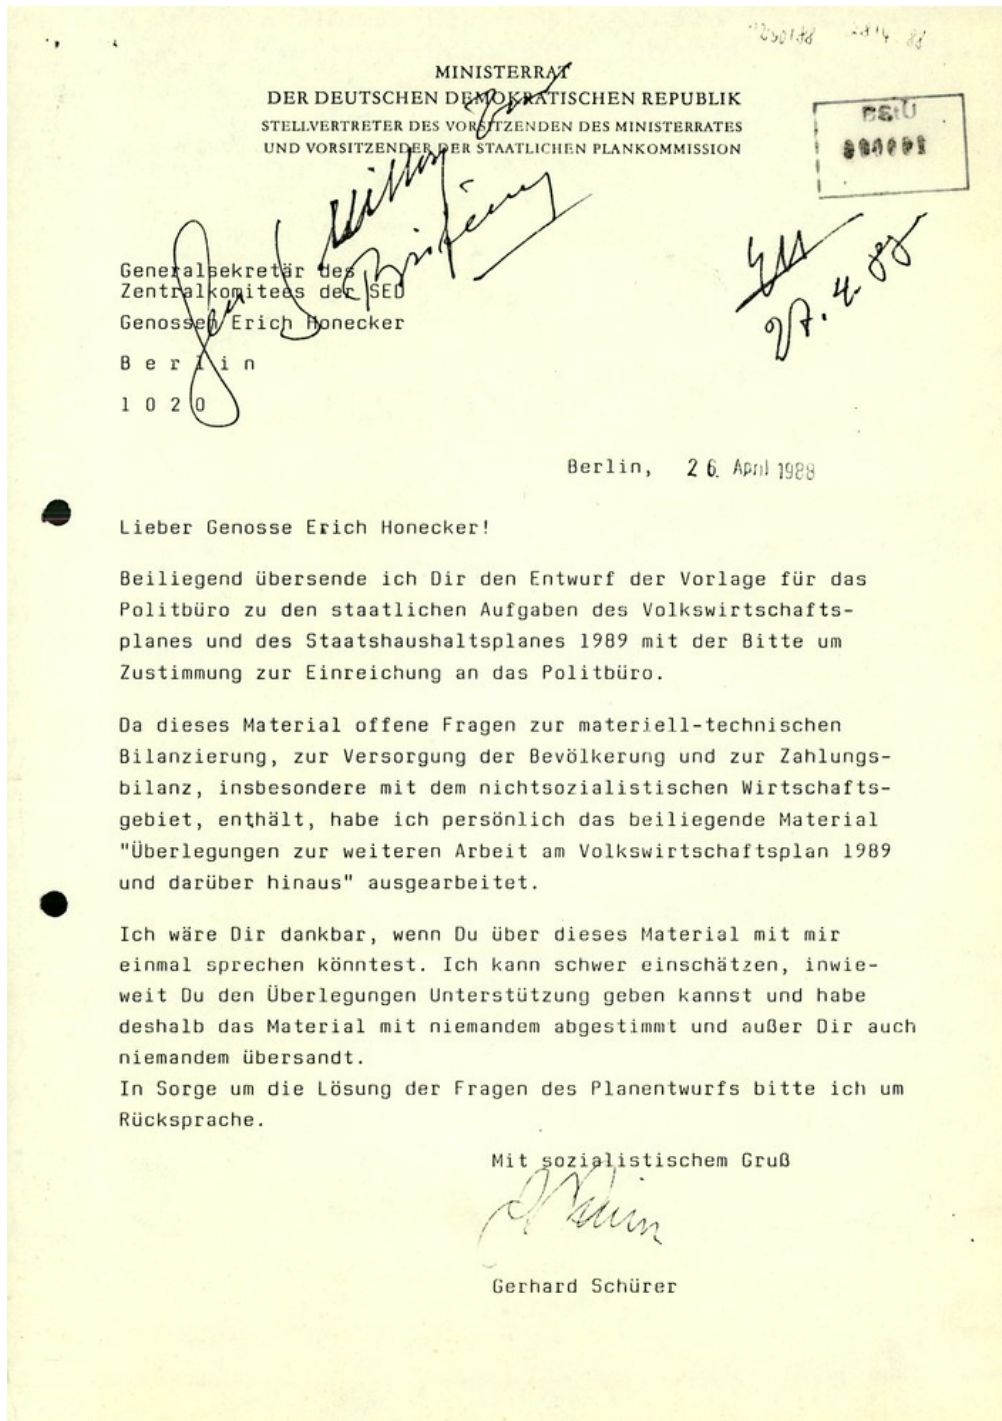 MINISTERRAT
DER DEUTSCHEN DEMOKRATISCHEN REPUBLIK
STELLVERTRETER DES VORSITZENDEN DES MINISTERRATES
UND VORSITZENDER DER STAATLICHEN PLANKOMMISSION
BStU
Generalsekretär des
Zentralkomitees der SED
Genossen Erich Honecker
B e r l i n
1 0 2 0
27. 4. 88
Berlin, 26. April 1988
Lieber Genosse Erich Honecker!
Beiliegend übersende ich Dir den Entwurf der Vorlage für das
Politbüro zu den staatlichen Aufgaben des Volkswirtschafts-
planes und des Staatshaushaltsplanes 1989 mit der Bitte um
Zustimmung zur Einreichung an das Politbüro.
Da dieses Material offene Fragen zur materiell-technischen
Bilanzierung, zur Versorgung der Bevölkerung und zur Zahlungs-
bilanz, insbesondere mit dem nichtsozialistischen Wirtschafts-
gebiet, enthält, habe ich persönlich das beiliegende Material
"Überlegungen zur weiteren Arbeit am Volkswirtschaftsplan 1989
und darüber hinaus" ausgearbeitet.
Ich wäre Dir dankbar, wenn Du über dieses Material mit mir
einmal sprechen könntest. Ich kann schwer einschätzen, inwie-
weit Du den Überlegungen Unterstützung geben kannst und habe
deshalb das Material mit niemandem abgestimmt und außer Dir auch
niemandem übersandt.
In Sorge um die Lösung der Fragen des Planentwurfs bitte ich um
Rücksprache.
Mit sozialistischem Gruß
Gerhard Schürer